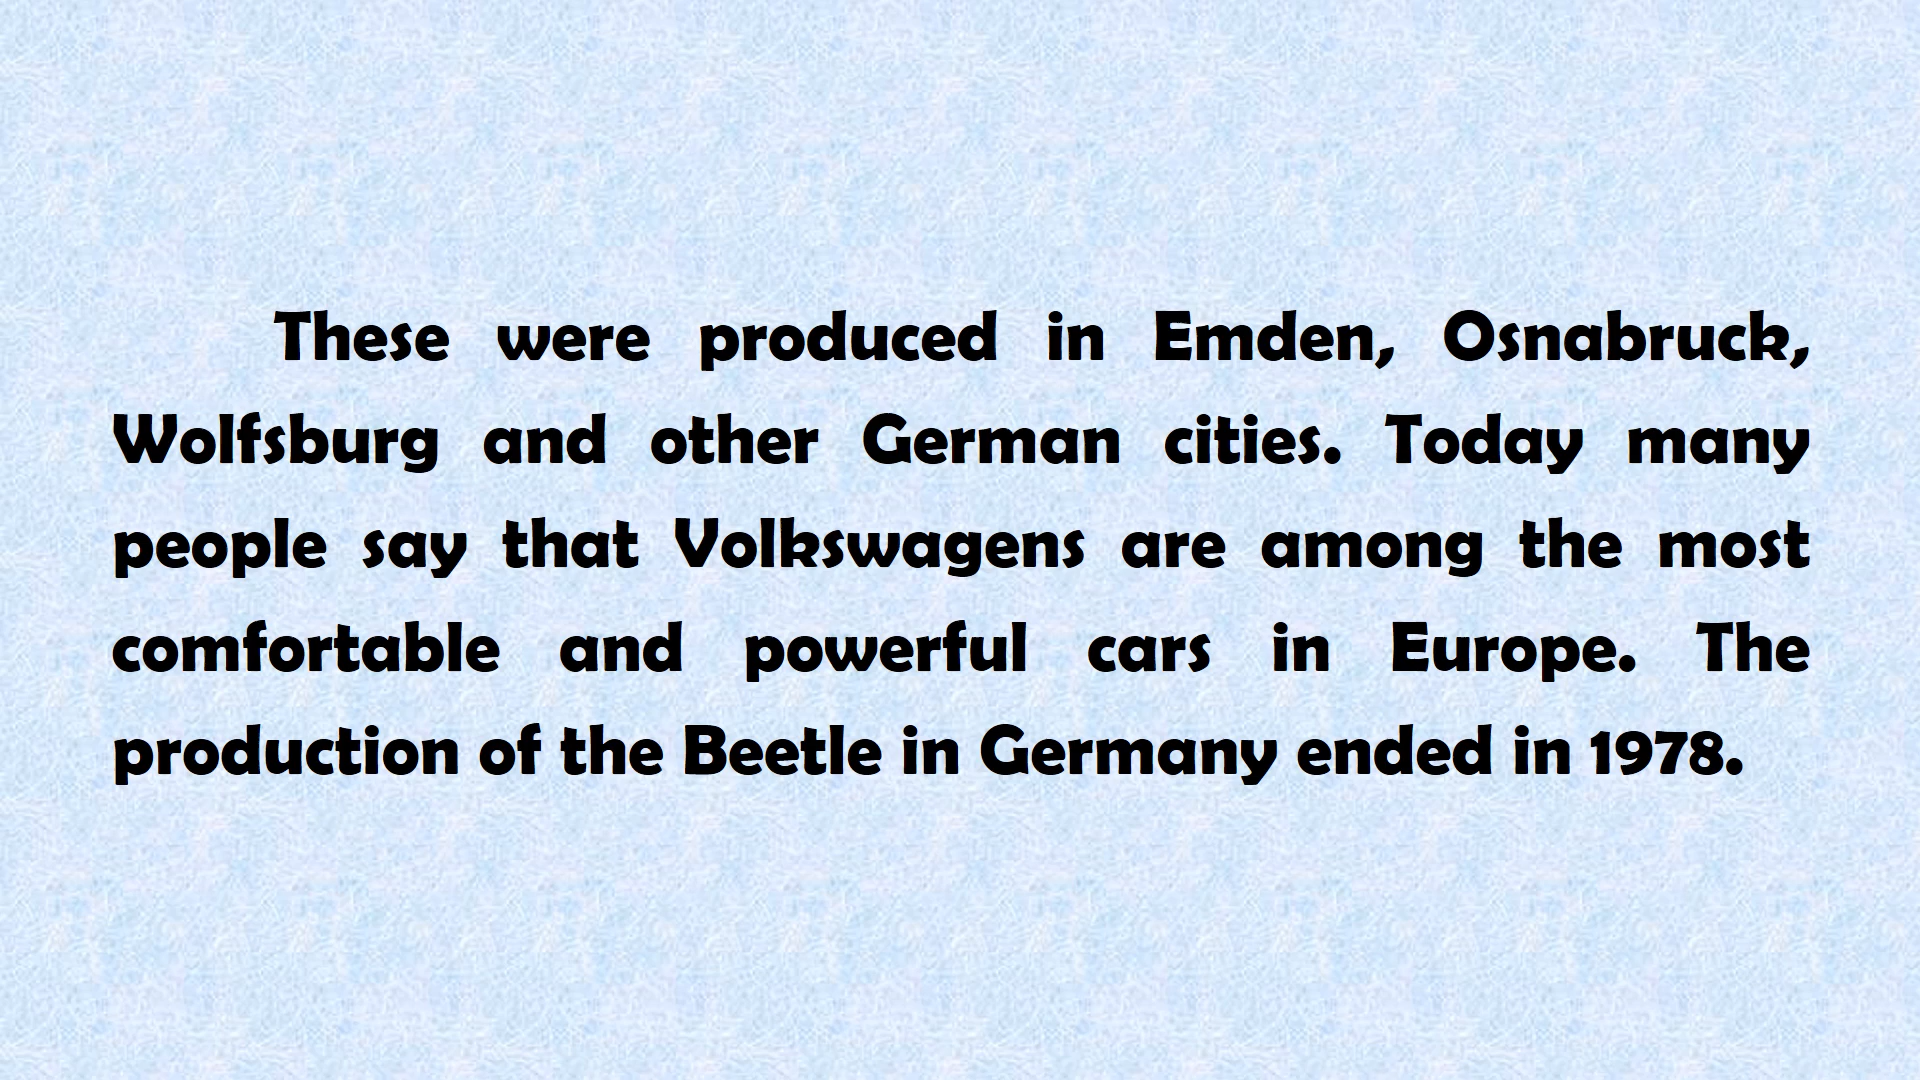 These were produced in Emden, Osnabruck,
Wolfsburg and other German cities. Today many
people say that Volkswagens are among the most
comfortable and powerful cars in Europe. The
production of the Beetle in Germany ended in 1978.